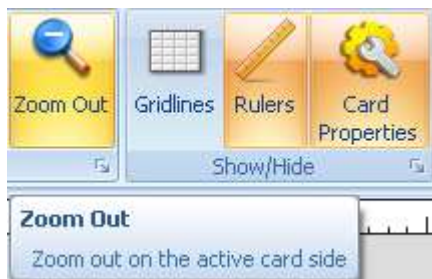 Zoom Out
Gridlines
Rulers
Card
Properties
Show/Hide
Zoom Out
Zoom out on the active card side